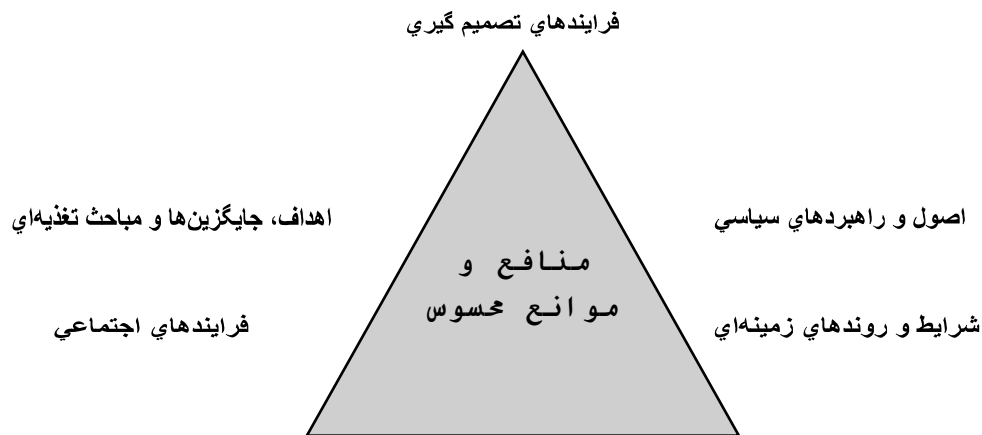 فرايندهاي تصميم گيري
اصول و راهبردهاي سياسي
اهداف، جايگزين‌ها و مباحث تغذيه‌اي
منافع و
موانع محسوس
شرايط و روندهاي زمينه‌اي
فرايندهاي اجتماعي